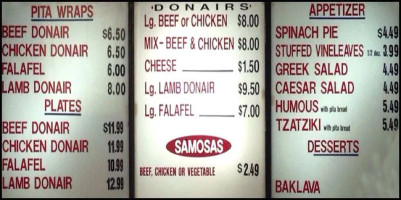 PITA WRAPS
BEEF DONAIR $6.50
CHICKEN DONAIR 6.50
FALAFEL 6.00
LAMB DONAIR 8.00
PLATES
BEEF DONAIR $11.99
CHICKEN DONAIR 11.99
FALAFEL 10.99
LAMB DONAIR 12.99
DONAIRS
Lg. BEEF or CHICKEN $8.00
MIX - BEEF & CHICKEN $8.00
CHEESE $1.50
Lg. LAMB DONAIR $9.50
Lg. FALAFEL $7.00
SAMOSAS
BEEF, CHICKEN OR VEGETABLE $2.49
APPETIZER
SPINACH PIE $4.49
STUFFED VINELEAVES 1/2 doz. 3.99
GREEK SALAD 4.49
CAESAR SALAD 4.49
HUMOUS with pita bread 5.49
TZATZIKI with pita bread 5.49
DESSERTS
BAKLAVA